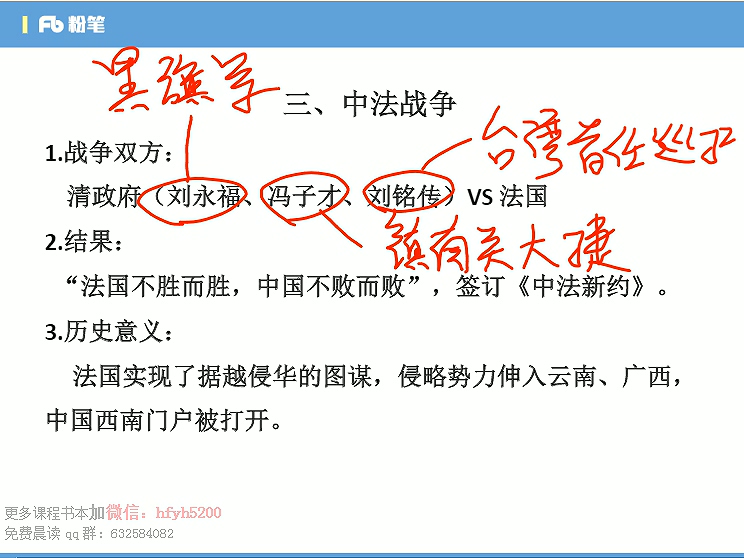 粉笔
黑旗军
三、中法战争
1.战争双方：
台湾首任巡抚
清政府（刘永福、冯子才、刘铭传）VS 法国
镇南关大捷
2.结果：
“法国不胜而胜，中国不败而败”，签订《中法新约》。
3.历史意义：
法国实现了据越侵华的图谋，侵略势力伸入云南、广西，
中国西南门户被打开。
更多课程书本加微信：hfyh5200
免费晨读 qq 群：632584082